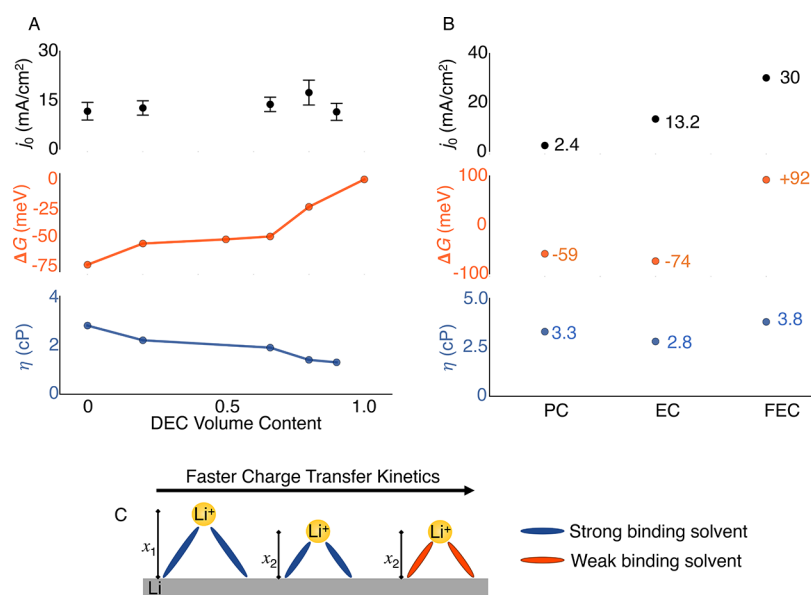 A
30
15
0
j₀ (mA/cm²)
0
-25
-50
-75
ΔG (meV)
4
2
0
η (cP)
0
0.5
1.0
DEC Volume Content
B
40
20
0
j₀ (mA/cm²)
2.4
13.2
30
100
0
-100
ΔG (meV)
-59
-74
+92
5.0
2.5
0
η (cP)
3.3
2.8
3.8
PC
EC
FEC
Faster Charge Transfer Kinetics
C
Li⁺
Li⁺
Li⁺
x₁
x₂
x₂
Li
Strong binding solvent
Weak binding solvent